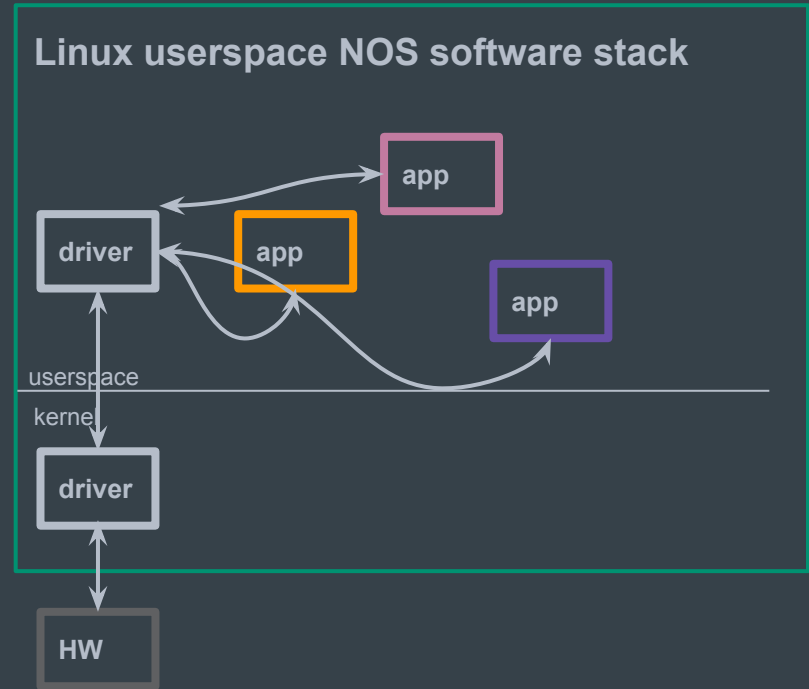 Linux userspace NOS software stack
app
driver
app
app
userspace
kernel
driver
HW